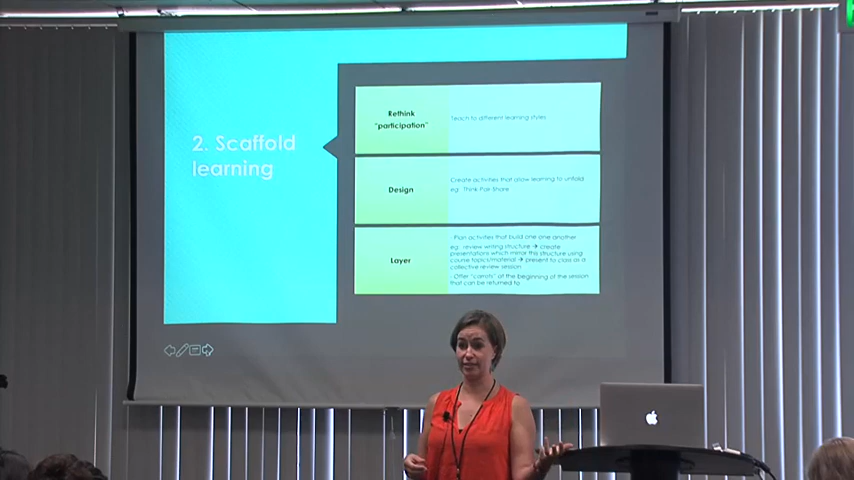 2. Scaffold
learning
Rethink
"participation"
Teach to different learning styles
Design
Create activities that allow learning to unfold
eg. Think Pair Share
Layer
- Plan activities that build one one another
eg. review writing structure → create
presentations which mirror this structure using
course topics/material → present to class as a
collective review session
- Offer "carrots" at the beginning of the session
that can be returned to